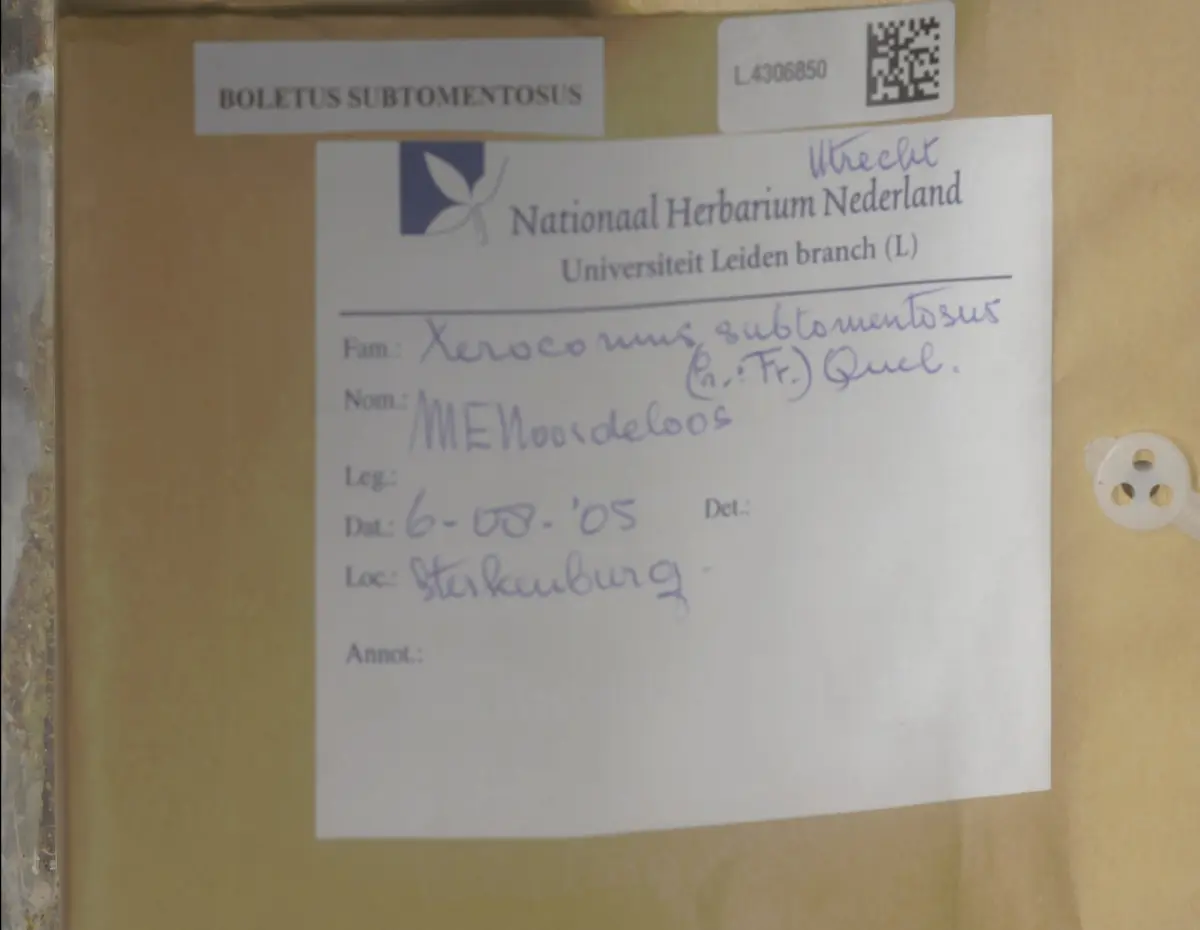 BOLETUS SUBTOMENTOSUS
L.4306850
Utrecht
Nationaal Herbarium Nederland
Universiteit Leiden branch (L)
Fam.: Xerocomus subtomentosus
(L.: Fr.) Quel.
Nom.: MENoordeloos
Leg.:
Dat.: 6-08-'05 Det.:
Loc.: Sterkenburg.
Annot.: